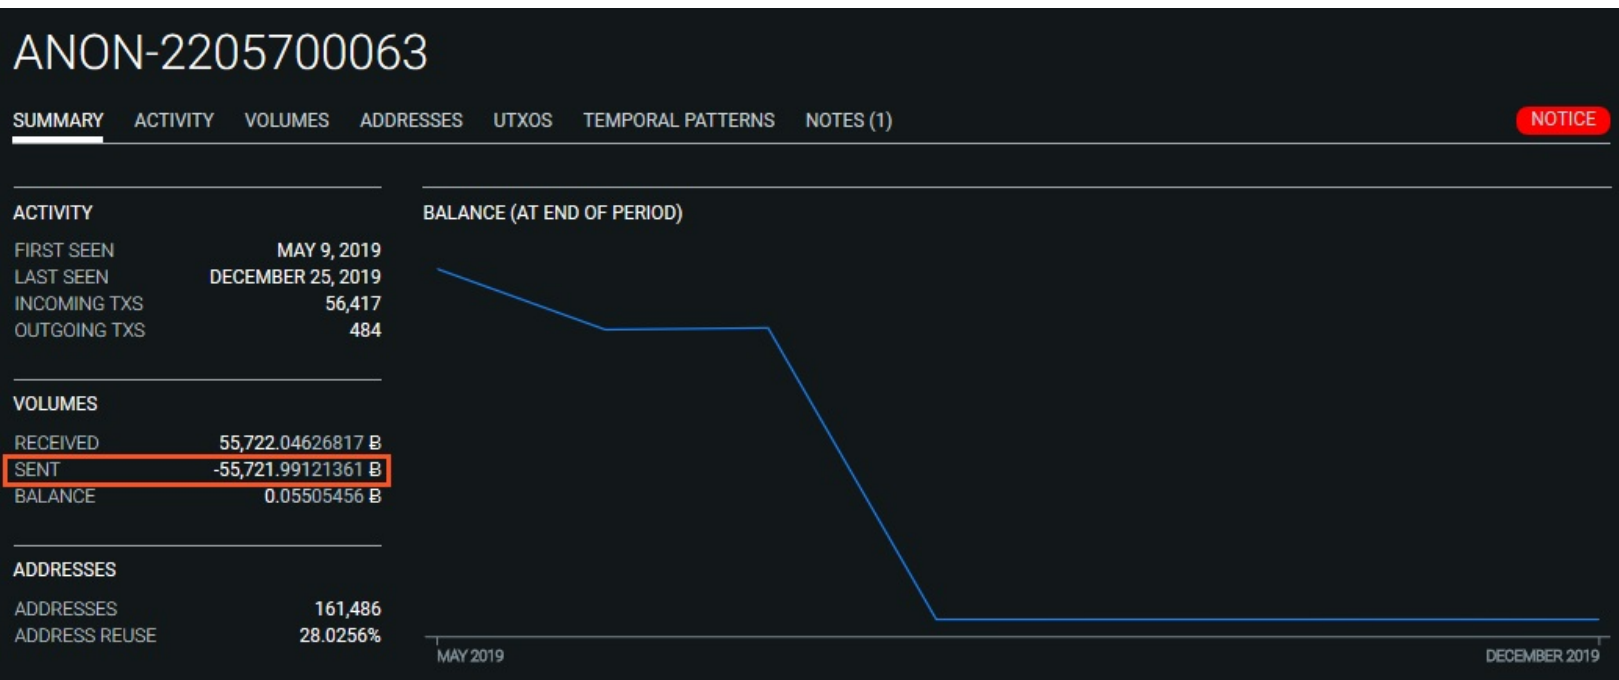 ANON-2205700063
SUMMARY ACTIVITY VOLUMES ADDRESSES UTXOS TEMPORAL PATTERNS NOTES (1) NOTICE
ACTIVITY
FIRST SEEN MAY 9, 2019
LAST SEEN DECEMBER 25, 2019
INCOMING TXS 56,417
OUTGOING TXS 484
VOLUMES
RECEIVED 55,722.04626817 Ƀ
SENT -55,721.99121361 Ƀ
BALANCE 0.05505456 Ƀ
ADDRESSES
ADDRESSES 161,486
ADDRESS REUSE 28.0256%
BALANCE (AT END OF PERIOD)
MAY 2019 DECEMBER 2019